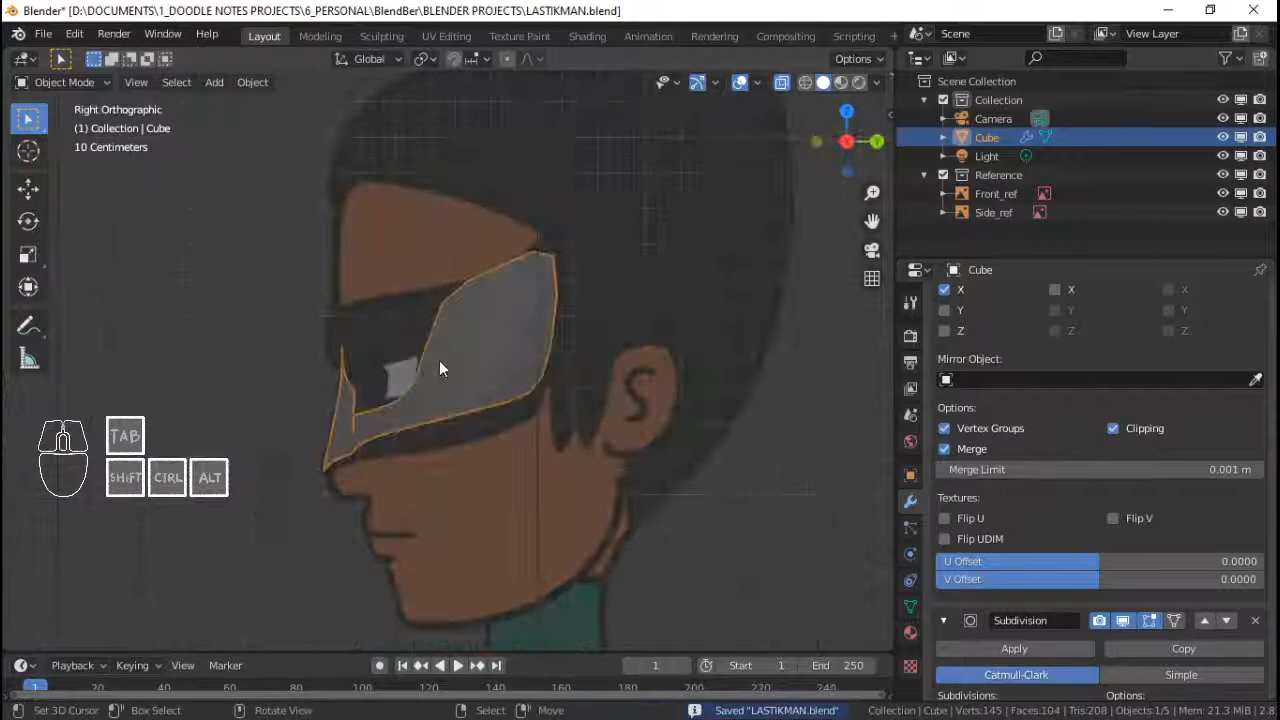 Blender* [D:\DOCUMENTS\1_DOODLE NOTES PROJECTS\6_PERSONAL\BlendBer\BLENDER PROJECTS\LASTIKMAN.blend]
File Edit Render Window Help Layout Modeling Sculpting UV Editing Texture Paint Shading Animation Rendering Compositing Scripting + Scene View Layer
Global Options
Object Mode View Select Add Object
Right Orthographic
(1) Collection | Cube
10 Centimeters
Z
Scene Collection
Collection
Camera
Cube
Light
Reference
Front_ref
Side_ref
Cube
X X X
Y Y Y
Z Z Z
Mirror Object:
Options:
Vertex Groups Clipping
Merge
Merge Limit 0.001 m
Textures:
Flip U Flip V
Flip UDIM
U Offset 0.0000
V Offset 0.0000
Subdivision
Apply Copy
Catmull-Clark Simple
Subdivisions: Options:
TAB
SHIFT CTRL ALT
Playback Keying View Marker 1 Start 1 End 250
1 20 40 60 80 100 120 140 160 180 200 220 240
Set 3D Cursor Box Select Rotate View Select Move Saved "LASTIKMAN.blend" Collection | Cube | Verts:145 | Faces:104 | Tris:208 | Objects:1/5 | Mem: 21.3 MiB | 2.8